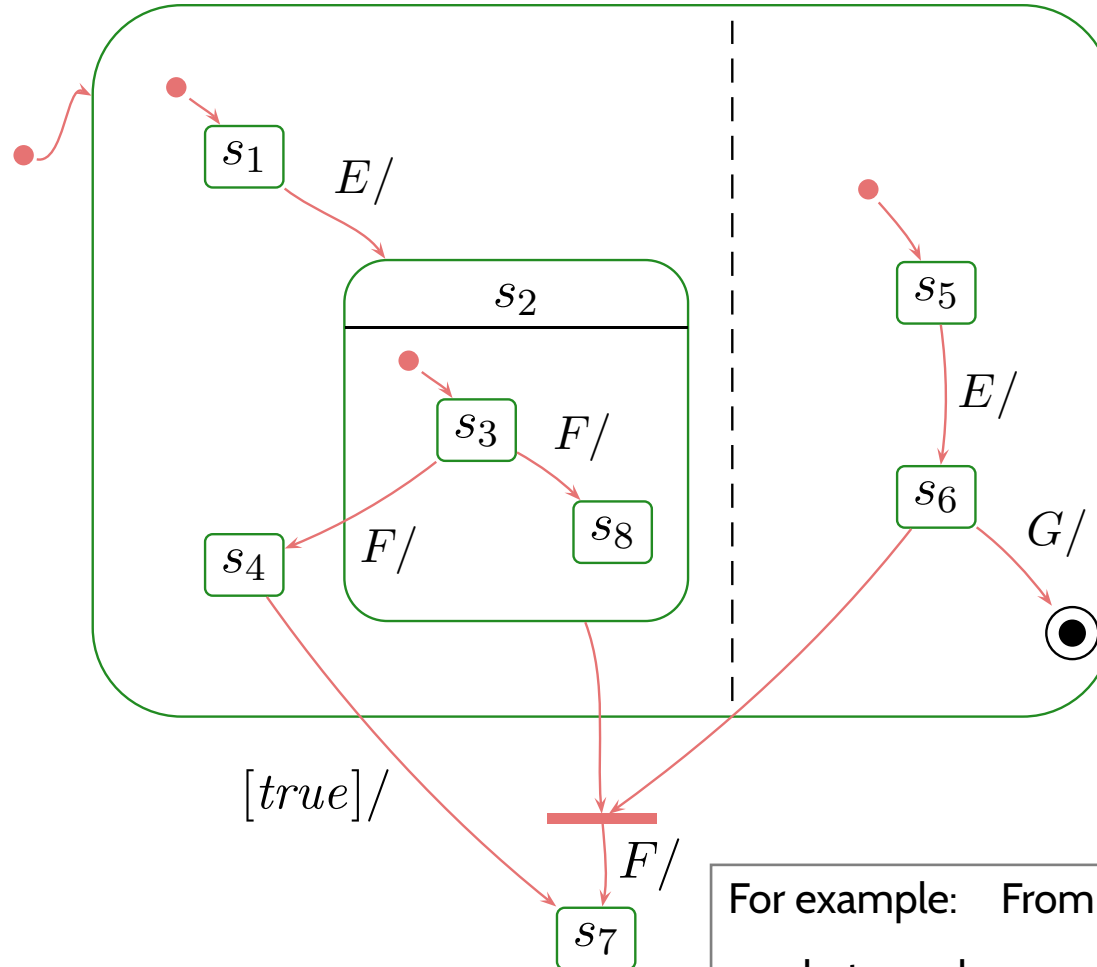 s1
E/
s2
s5
s3
F/
E/
s8
s6
s4
F/
G/
[true]/
F/
s7
For example: From